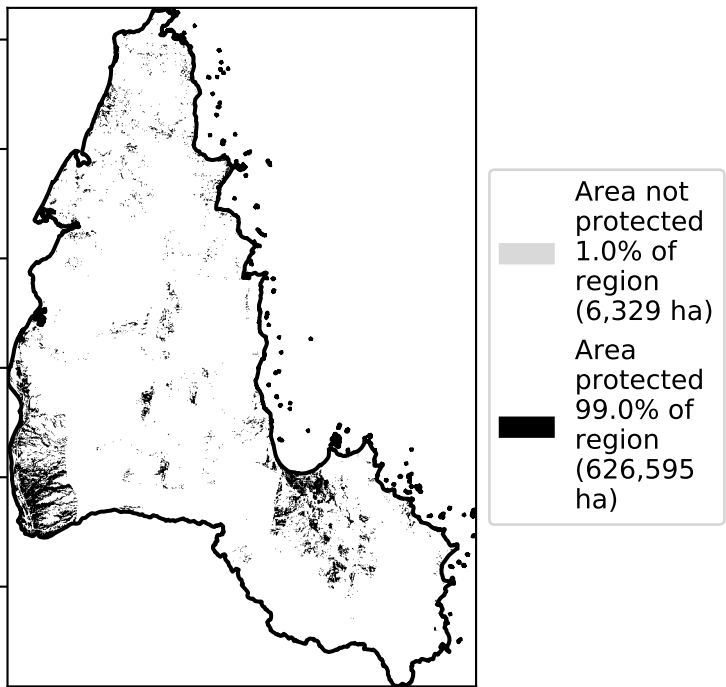 Area not
protected
1.0% of
region
(6,329 ha)
Area
protected
99.0% of
region
(626,595
ha)